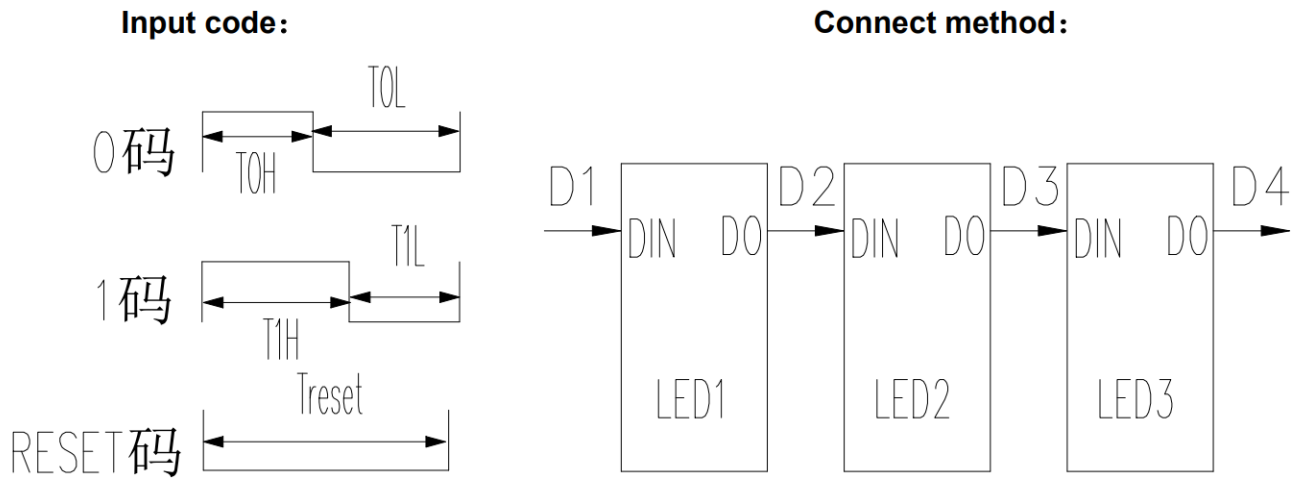 Input code：
T0L
0码
T0H
T1L
1码
T1H
Treset
RESET码
Connect method：
D1 D2 D3 D4
DIN DO DIN DO DIN DO
LED1 LED2 LED3